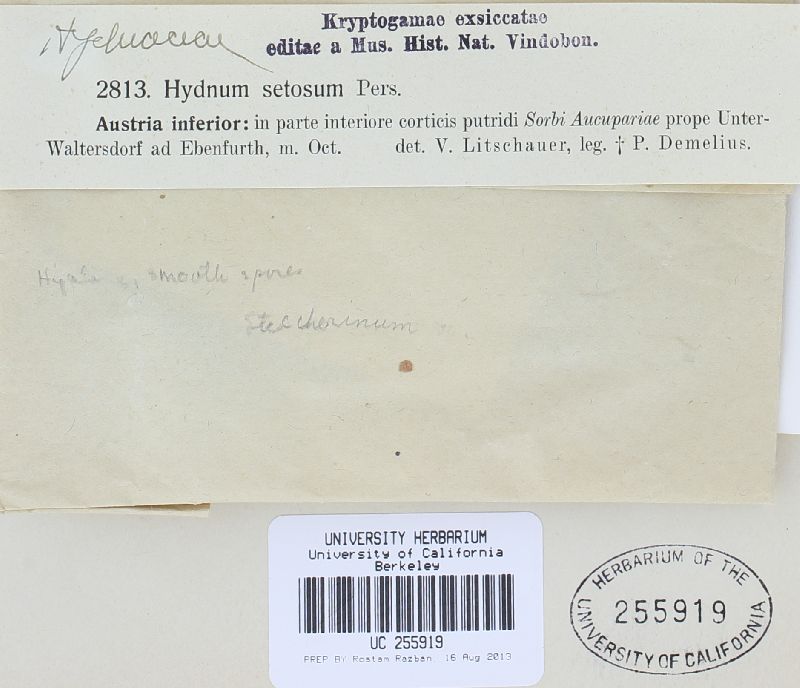 Kryptogamae exsiccatae
editae a Mus. Hist. Nat. Vindobon.
2813. Hydnum setosum Pers.
Austria inferior: in parte interiore corticis putridi Sorbi Aucupariae prope Unter-
Waltersdorf ad Ebenfurth, m. Oct. det. V. Litschauer, leg. † P. Demelius.
smooth spores
Steccherinum
UNIVERSITY HERBARIUM
University of California
Berkeley
UC 255919
PREP BY Rostam Razban, 16 Aug 2013
HERBARIUM OF THE
255919
UNIVERSITY OF CALIFORNIA